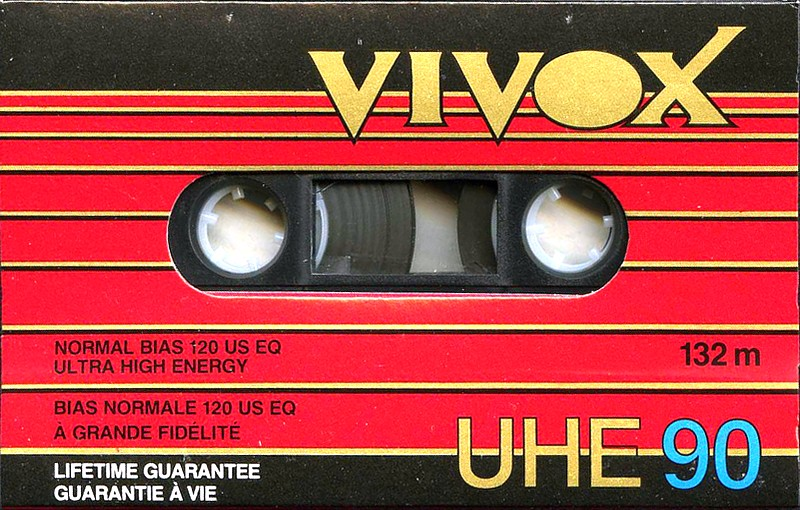 VIVOX
NORMAL BIAS 120 US EQ
ULTRA HIGH ENERGY
132 m
BIAS NORMALE 120 US EQ
À GRANDE FIDÉLITÉ
UHE 90
LIFETIME GUARANTEE
GUARANTIE À VIE